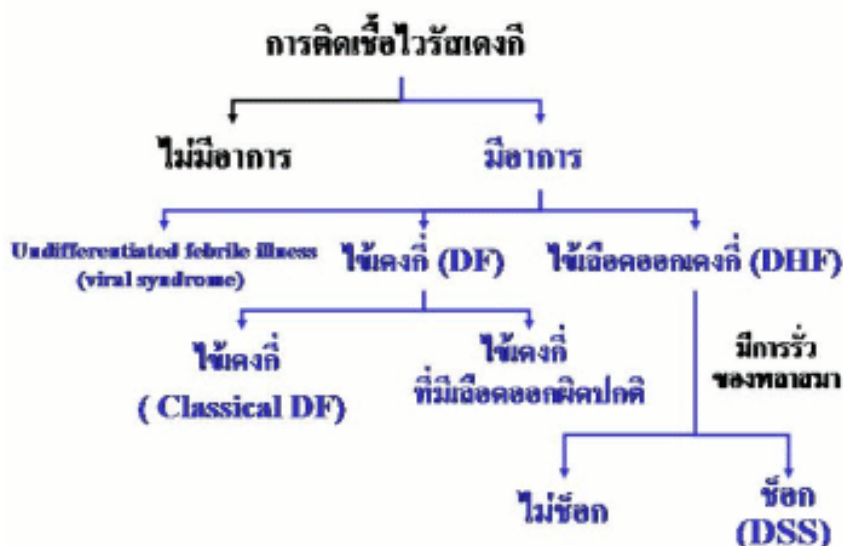 การติดเชื้อไวรัสเดงกี
ไม่มีอาการ
มีอาการ
Undifferentiated febrile illness
(viral syndrome)
ไข้เดงกี่ (DF)
ไข้เลือดออกเดงกี่ (DHF)
ไข้เดงกี่
( Classical DF)
ไข้เดงกี่
ที่มีเลือดออกผิดปกติ
มีการรั่ว
ของพลาสมา
ไม่ช็อก
ช็อก
(DSS)